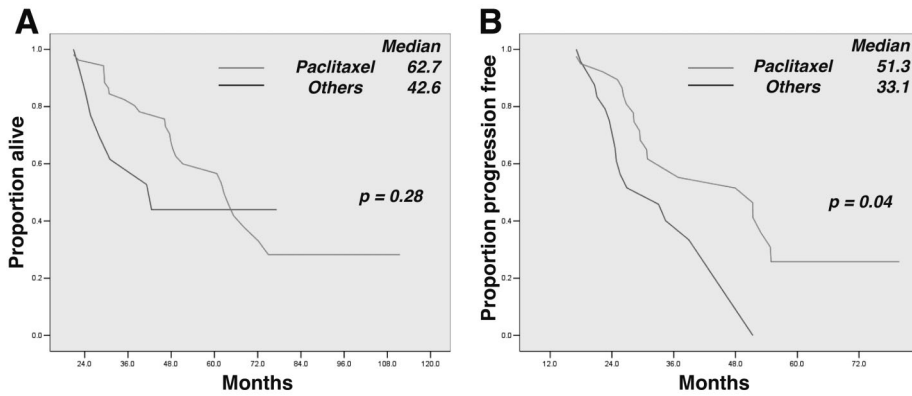 A
Median
Paclitaxel 62.7
Others 42.6
p = 0.28
Proportion alive
1.0
0.8
0.6
0.4
0.2
0.0
24.0 36.0 48.0 60.0 72.0 84.0 96.0 108.0 120.0
Months
B
Median
Paclitaxel 51.3
Others 33.1
p = 0.04
Proportion progression free
1.0
0.8
0.6
0.4
0.2
0.0
12.0 24.0 36.0 48.0 60.0 72.0
Months